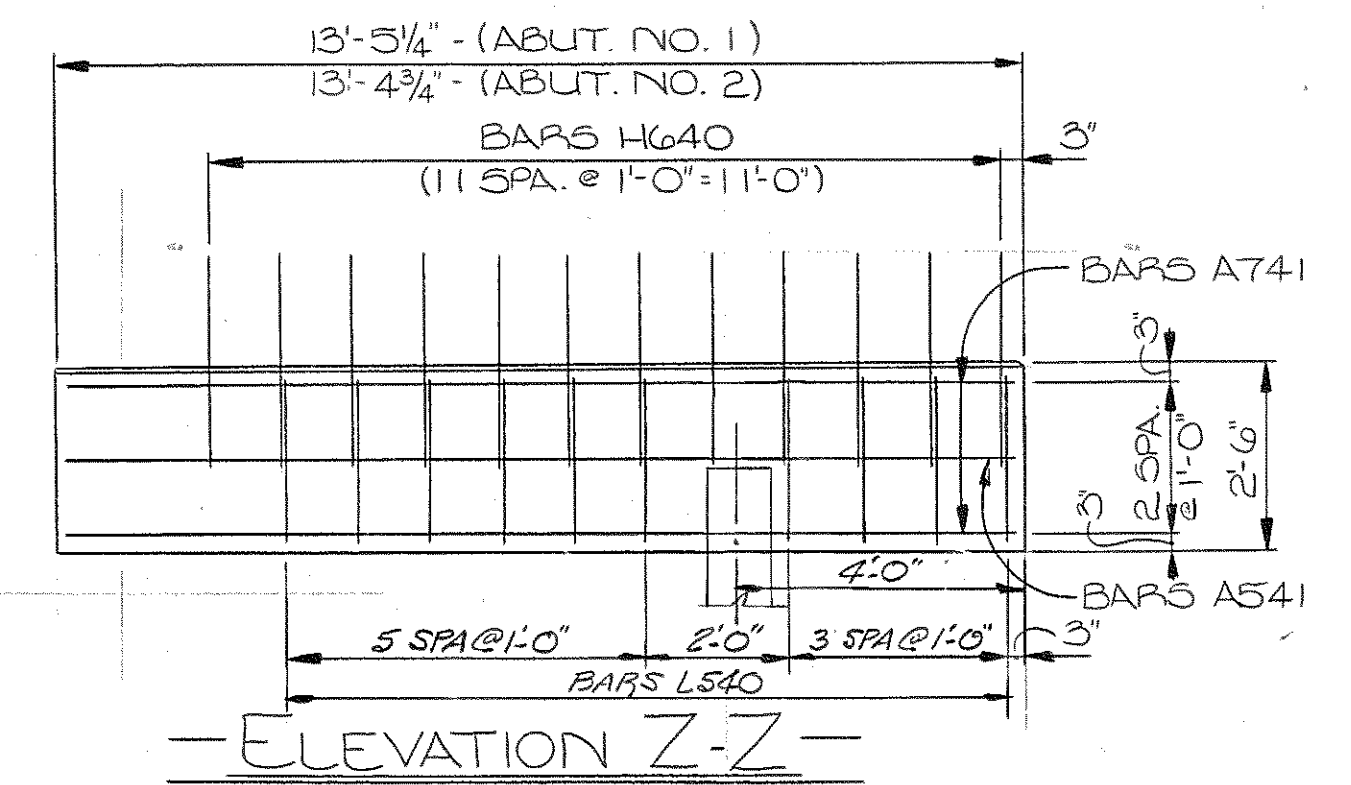 13'-5¼" - (ABUT. NO. 1)
13'-4¾" - (ABUT. NO. 2)
BARS H640
3"
(11 SPA. @ 1'-0" = 11'-0")
BARS A741
3"
2 SPA.
@ 1'-0"
2'-6"
3"
4'-0"
BARS A541
5 SPA@1'-0"
2'-0"
3 SPA@1'-0"
3"
BARS L540
-ELEVATION Z-Z-